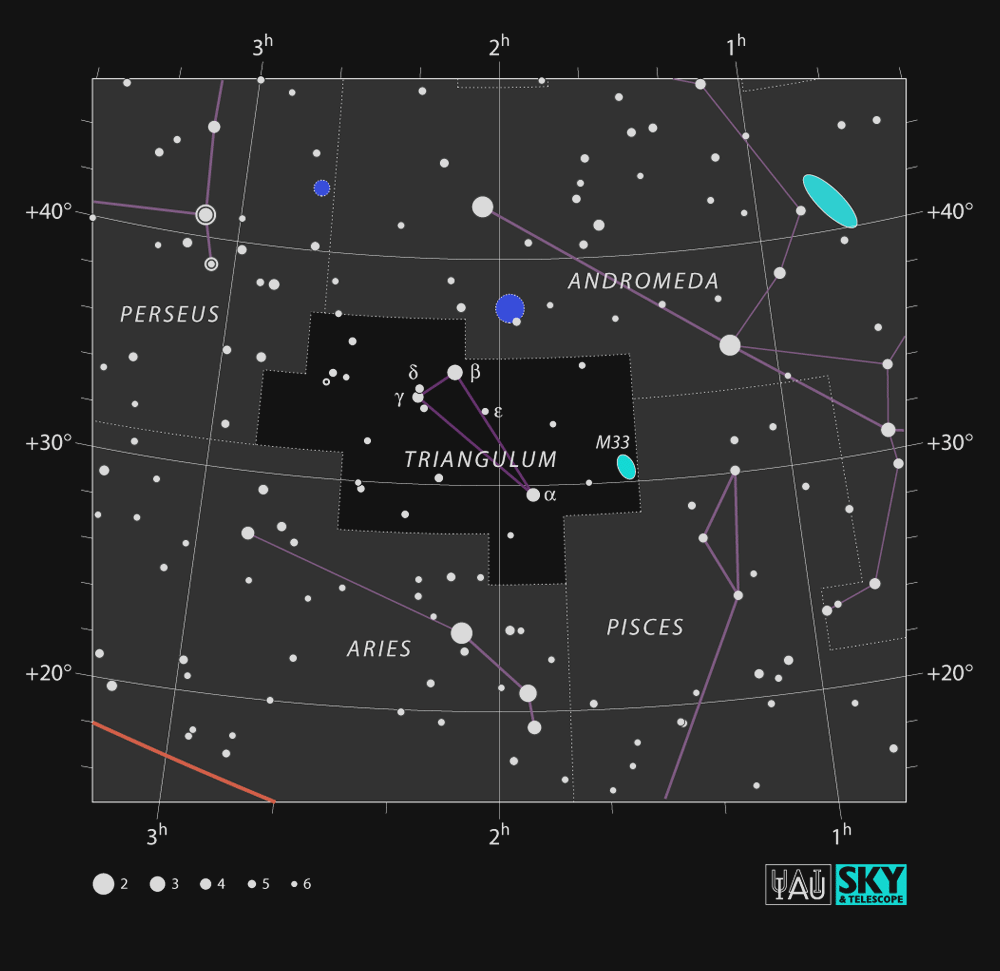 3h 2h 1h
+40° +40°
ANDROMEDA
PERSEUS
δ β
γ
ε
M33
+30° +30°
TRIANGULUM
α
PISCES
ARIES
+20° +20°
3h 2h 1h
2 3 4 5 6
IAU
SKY
& TELESCOPE